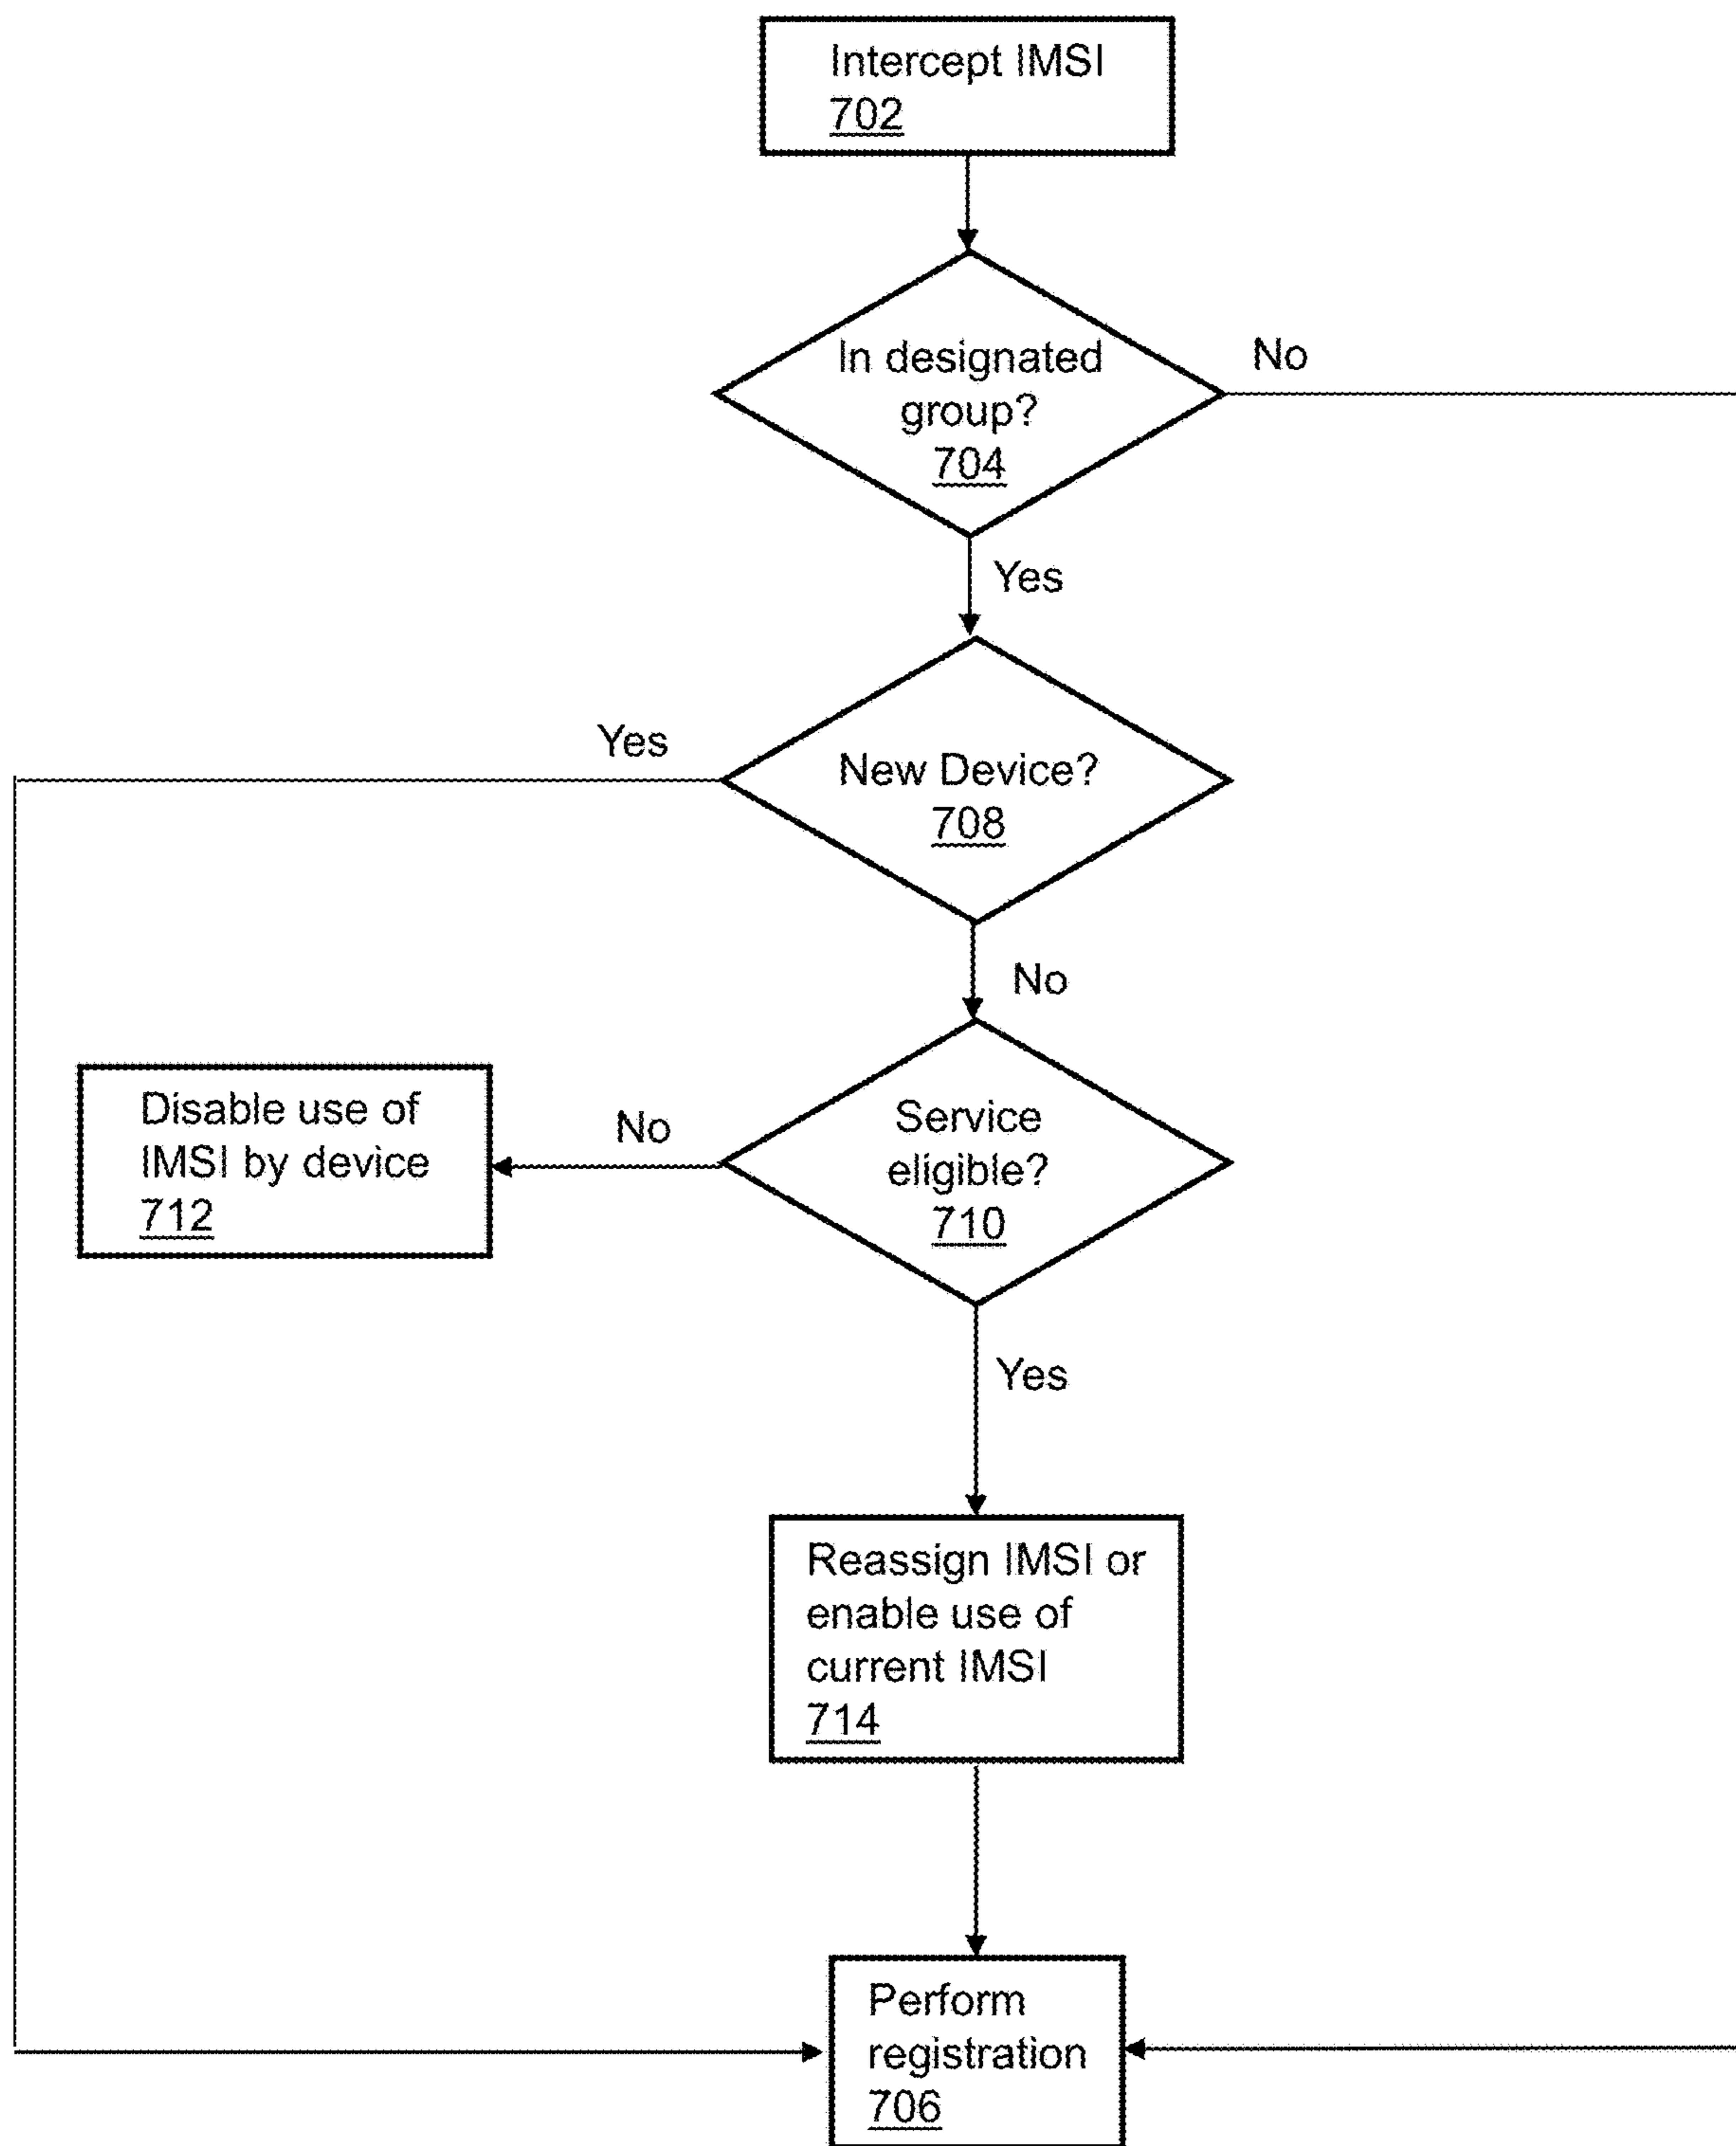 Intercept IMSI
702
In designated
group?
704
No
Yes
New Device?
708
Yes
No
Service
eligible?
710
No
Disable use of
IMSI by device
712
Yes
Reassign IMSI or
enable use of
current IMSI
714
Perform
registration
706